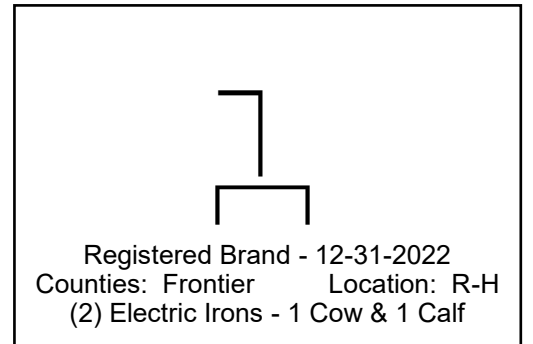 Registered Brand - 12-31-2022
Counties: Frontier Location: R-H
(2) Electric Irons - 1 Cow & 1 Calf